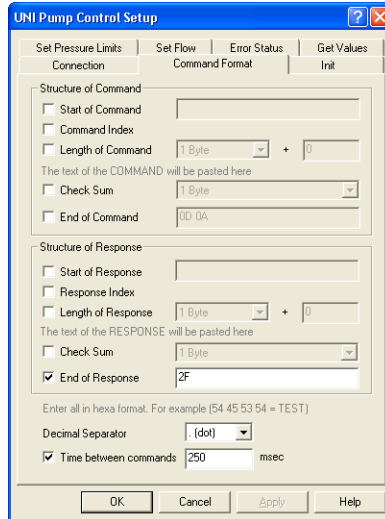 UNI Pump Control Setup
Set Pressure Limits Set Flow Error Status Get Values
Connection Command Format Init
Structure of Command
Start of Command
Command Index
Length of Command 1 Byte + 0
The text of the COMMAND will be pasted here
Check Sum 1 Byte
End of Command 0D 0A
Structure of Response
Start of Response
Response Index
Length of Response 1 Byte + 0
The text of the RESPONSE will be pasted here
Check Sum 1 Byte
End of Response 2F
Enter all in hexa format. For example (54 45 53 54 = TEST)
Decimal Separator . (dot)
Time between commands 250 msec
OK Cancel Apply Help